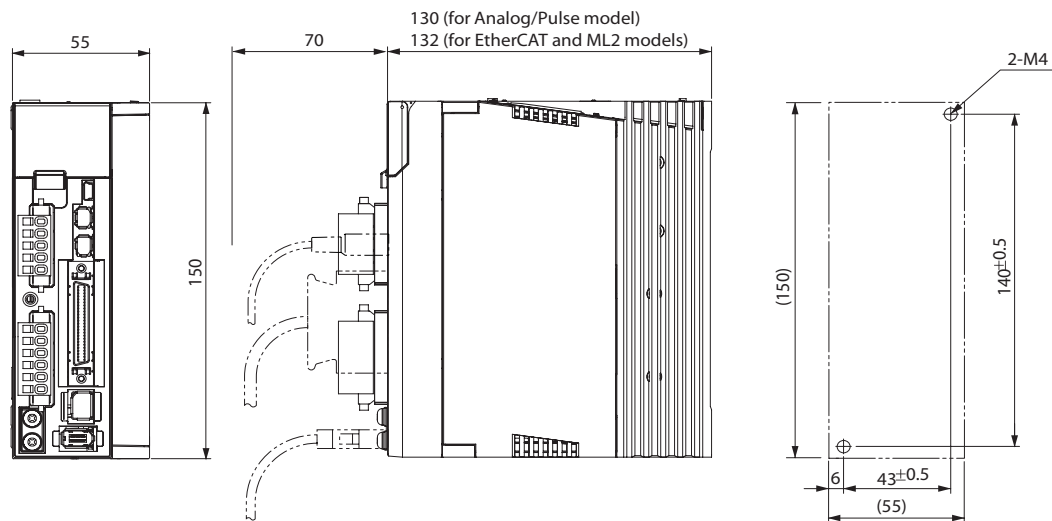 130 (for Analog/Pulse model)
132 (for EtherCAT and ML2 models)
55
70
2-M4
150
(150)
140±0.5
6
43±0.5
(55)